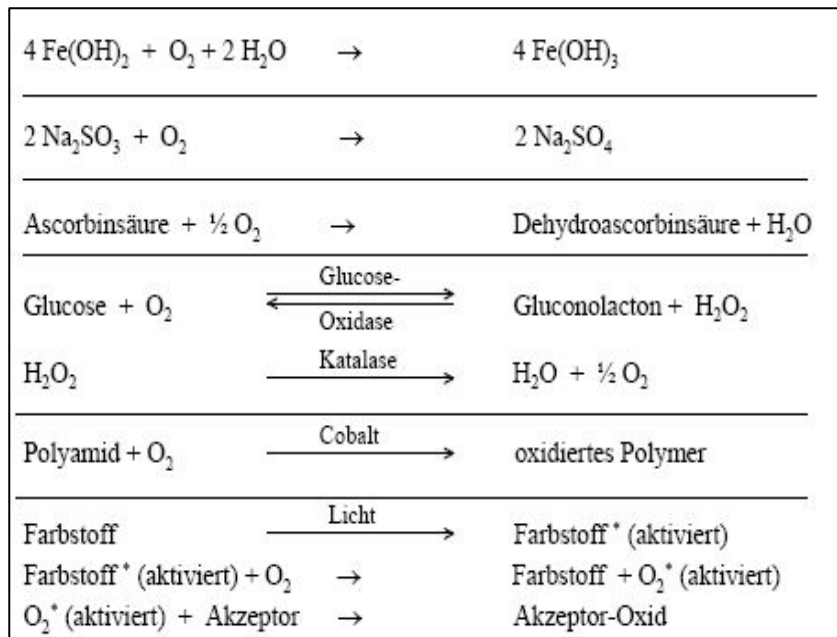 4 Fe(OH)₂ + O₂ + 2 H₂O → 4 Fe(OH)₃
2 Na₂SO₃ + O₂ → 2 Na₂SO₄
Ascorbinsäure + ½ O₂ → Dehydroascorbinsäure + H₂O
Glucose-
Glucose + O₂ ⇄ Gluconolacton + H₂O₂
Oxidase
Katalase
H₂O₂ → H₂O + ½ O₂
Cobalt
Polyamid + O₂ → oxidiertes Polymer
Licht
Farbstoff → Farbstoff * (aktiviert)
Farbstoff * (aktiviert) + O₂ → Farbstoff + O₂* (aktiviert)
O₂* (aktiviert) + Akzeptor → Akzeptor-Oxid